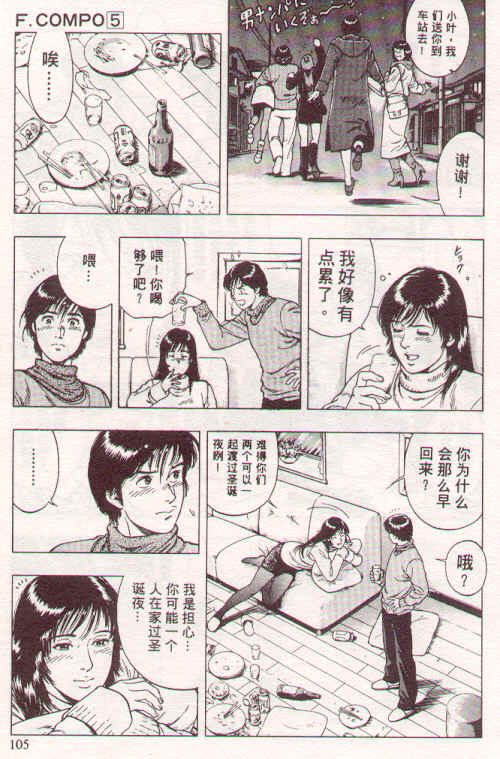 F. COMPO 5
小叶，我
们送你到
车站去！
男ナンパに
いくぞぉ〜〜
谢谢！
唉……
ヒック。
我好像有
点累了。
喂！你喝
够了吧？
喂…
你为什么
会那么早
回来？
哦？
难得你们
两个可以一
起渡过圣诞
夜咧！
………
我是担心…
你可能一个
人在家过圣
诞夜…
105